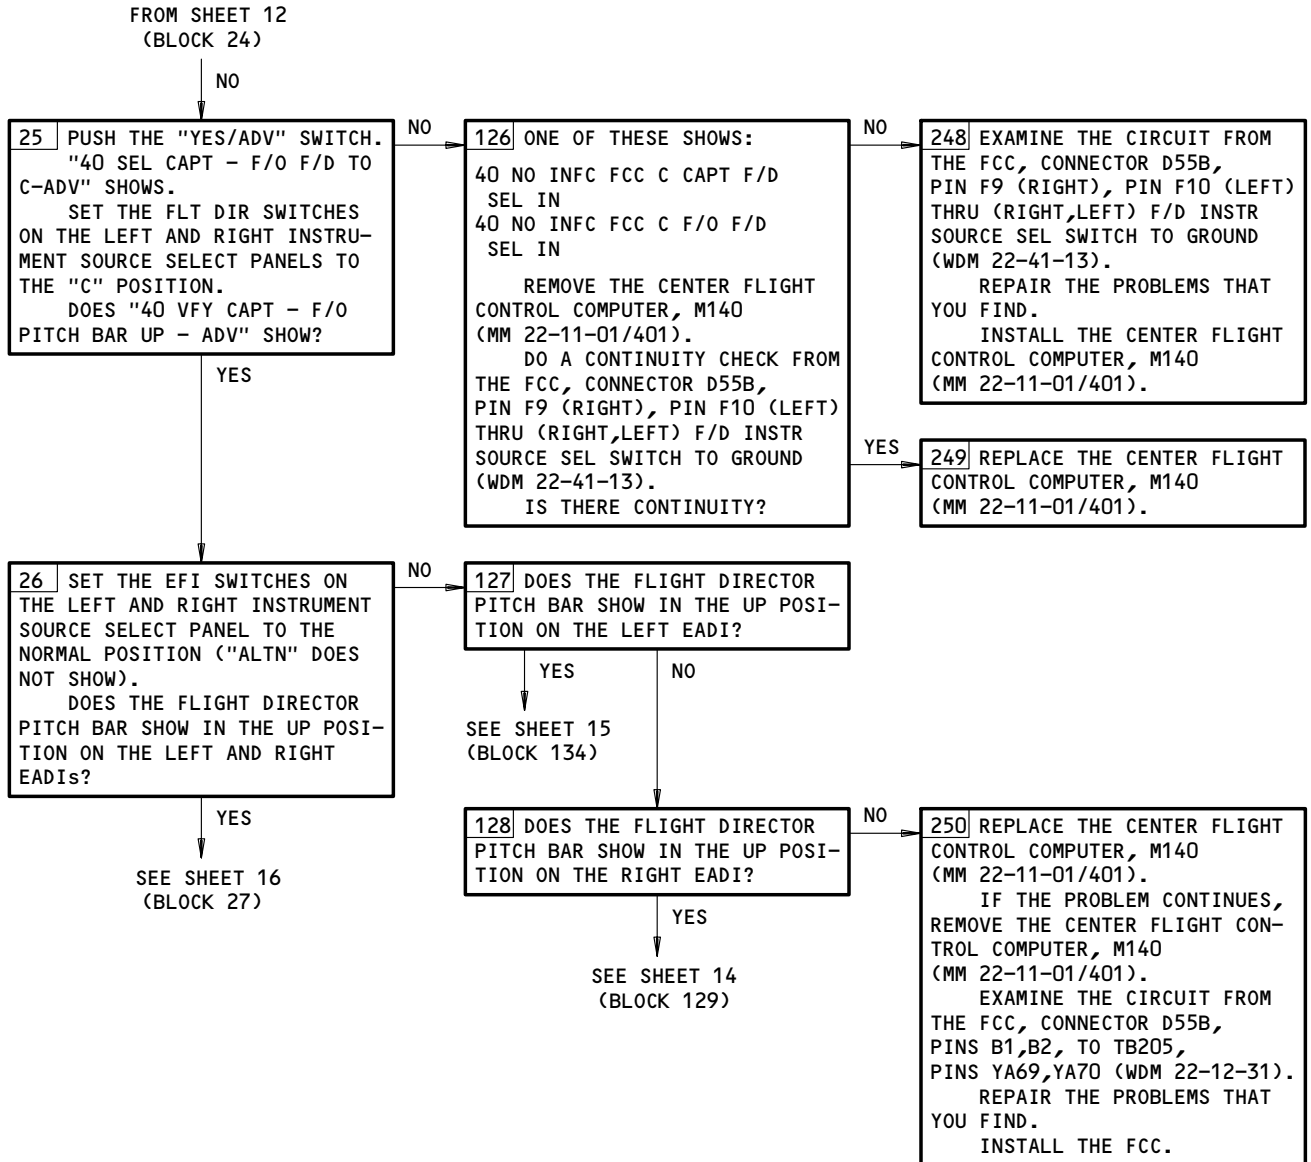 FROM SHEET 12
(BLOCK 24)
NO
25 PUSH THE "YES/ADV" SWITCH.
"40 SEL CAPT - F/O F/D TO
C-ADV" SHOWS.
SET THE FLT DIR SWITCHES
ON THE LEFT AND RIGHT INSTRU-
MENT SOURCE SELECT PANELS TO
THE "C" POSITION.
DOES "40 VFY CAPT - F/O
PITCH BAR UP - ADV" SHOW?
NO
YES
126 ONE OF THESE SHOWS:
40 NO INFC FCC C CAPT F/D
SEL IN
40 NO INFC FCC C F/O F/D
SEL IN
REMOVE THE CENTER FLIGHT
CONTROL COMPUTER, M140
(MM 22-11-01/401).
DO A CONTINUITY CHECK FROM
THE FCC, CONNECTOR D55B,
PIN F9 (RIGHT), PIN F10 (LEFT)
THRU (RIGHT,LEFT) F/D INSTR
SOURCE SEL SWITCH TO GROUND
(WDM 22-41-13).
IS THERE CONTINUITY?
NO
248 EXAMINE THE CIRCUIT FROM
THE FCC, CONNECTOR D55B,
PIN F9 (RIGHT), PIN F10 (LEFT)
THRU (RIGHT,LEFT) F/D INSTR
SOURCE SEL SWITCH TO GROUND
(WDM 22-41-13).
REPAIR THE PROBLEMS THAT
YOU FIND.
INSTALL THE CENTER FLIGHT
CONTROL COMPUTER, M140
(MM 22-11-01/401).
YES
249 REPLACE THE CENTER FLIGHT
CONTROL COMPUTER, M140
(MM 22-11-01/401).
26 SET THE EFI SWITCHES ON
THE LEFT AND RIGHT INSTRUMENT
SOURCE SELECT PANEL TO THE
NORMAL POSITION ("ALTN" DOES
NOT SHOW).
DOES THE FLIGHT DIRECTOR
PITCH BAR SHOW IN THE UP POSI-
TION ON THE LEFT AND RIGHT
EADIs?
NO
YES
SEE SHEET 16
(BLOCK 27)
127 DOES THE FLIGHT DIRECTOR
PITCH BAR SHOW IN THE UP POSI-
TION ON THE LEFT EADI?
YES
NO
SEE SHEET 15
(BLOCK 134)
128 DOES THE FLIGHT DIRECTOR
PITCH BAR SHOW IN THE UP POSI-
TION ON THE RIGHT EADI?
NO
YES
SEE SHEET 14
(BLOCK 129)
250 REPLACE THE CENTER FLIGHT
CONTROL COMPUTER, M140
(MM 22-11-01/401).
IF THE PROBLEM CONTINUES,
REMOVE THE CENTER FLIGHT CON-
TROL COMPUTER, M140
(MM 22-11-01/401).
EXAMINE THE CIRCUIT FROM
THE FCC, CONNECTOR D55B,
PINS B1,B2, TO TB205,
PINS YA69,YA70 (WDM 22-12-31).
REPAIR THE PROBLEMS THAT
YOU FIND.
INSTALL THE FCC.